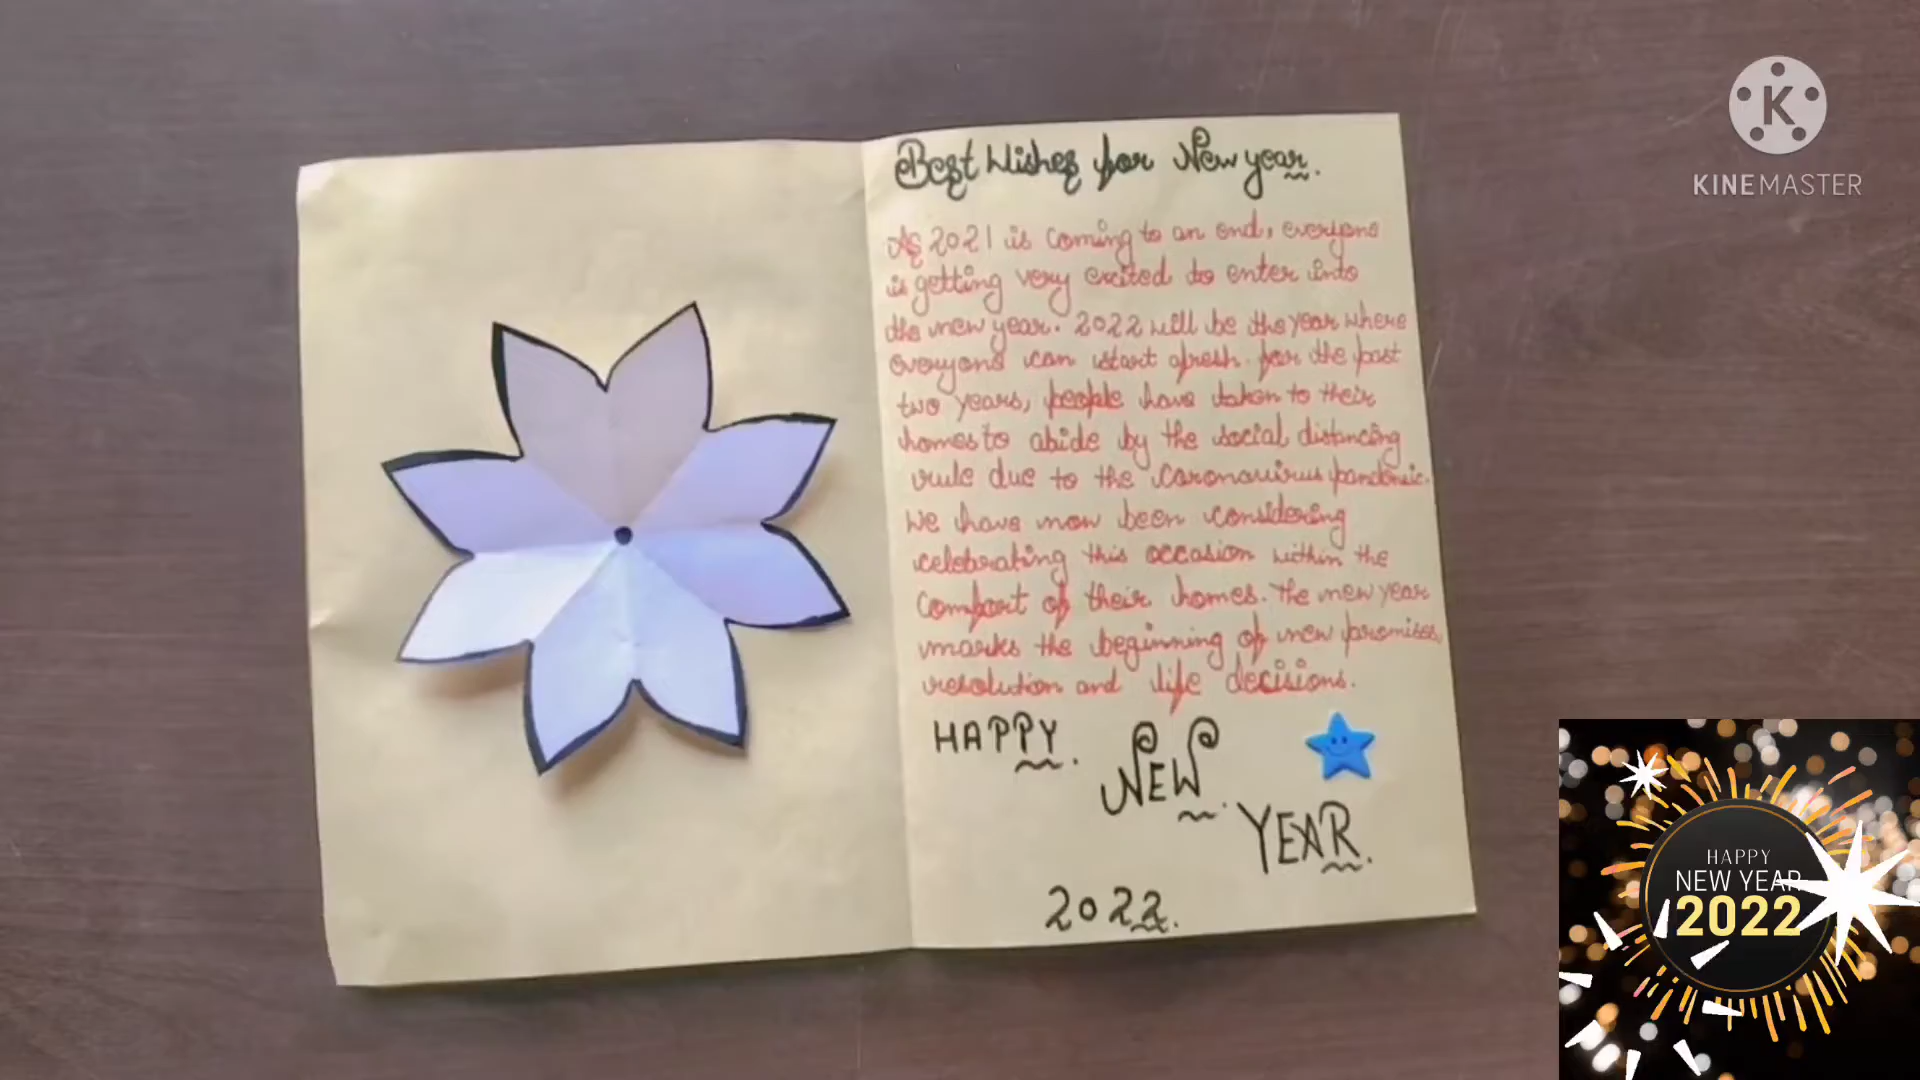 Best Wishes for New year.
As 2021 is coming to an end, everyone
is getting very excited to enter into
the new year. 2022 will be the year where
everyone can start afresh. for the past
two years, people have taken to their
homes to abide by the social distancing
rule due to the Coronavirus pandemic.
We have now been considering
celebrating this occasion within the
comfort of their homes. The new year
marks the beginning of new promises
resolution and life decisions.
HAPPY.
NEW.
YEAR.
2022.
K
KINEMASTER
HAPPY
NEW YEAR
2022